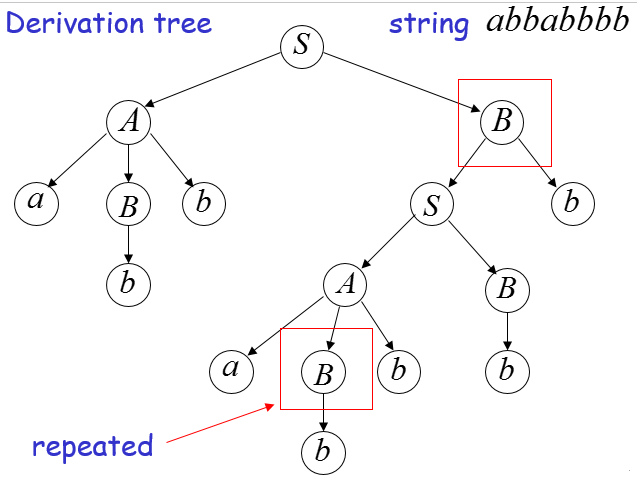 Derivation tree
string abbabbbb
S
A B
a B b S b
b A B
a B b b
b
repeated